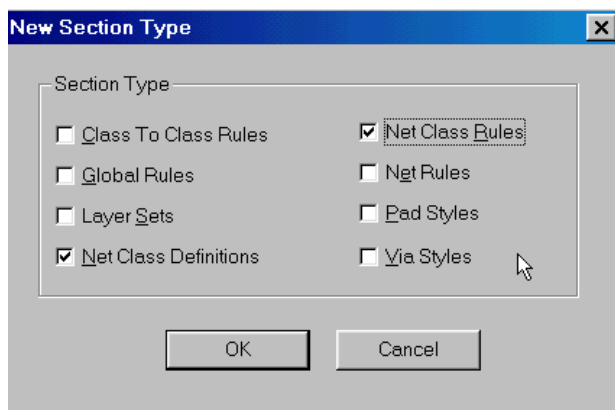 New Section Type
Section Type
Class To Class Rules
Net Class Rules
Global Rules
Net Rules
Layer Sets
Pad Styles
Net Class Definitions
Via Styles
OK
Cancel